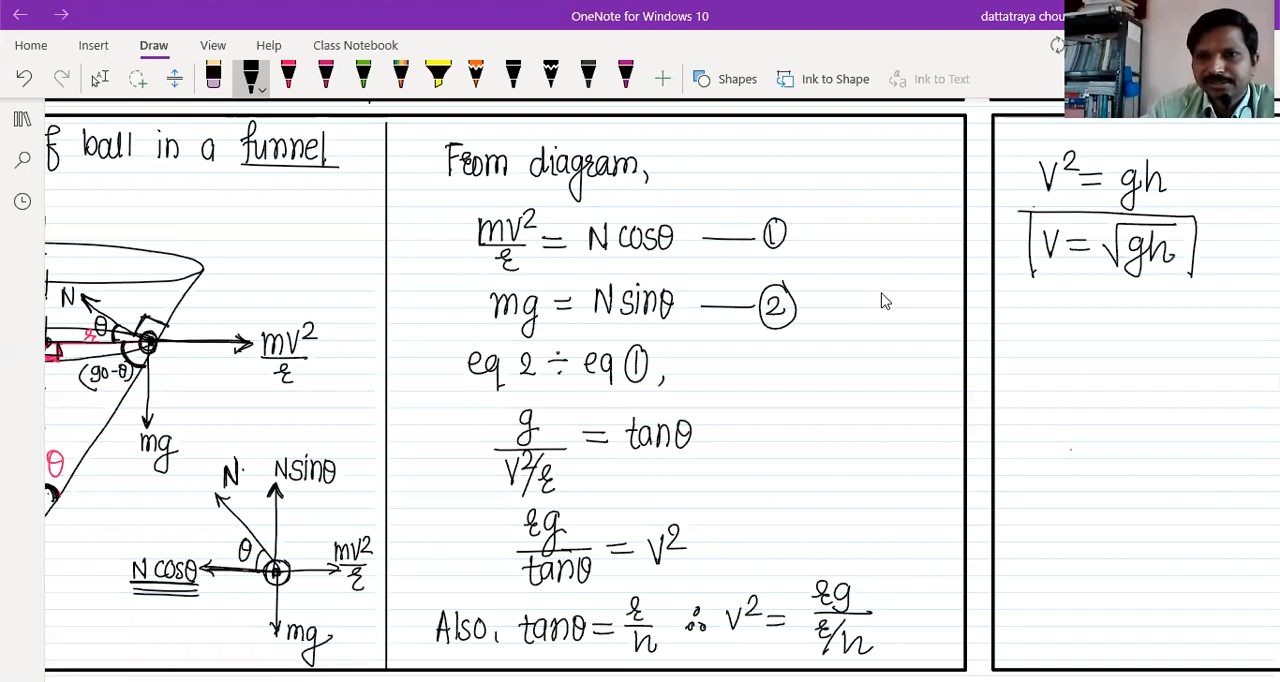 OneNote for Windows 10
dattatraya chou
Home Insert Draw View Help Class Notebook
Shapes Ink to Shape Ink to Text
f ball in a funnel
N
θ
r
(90-θ)
mv²/r
mg
θ
N
N sinθ
θ
N cosθ
mv²/r
mg
From diagram,
mv²/r = N cosθ — ①
mg = N sinθ — ②
eq 2 ÷ eq ①,
g/(v²/r) = tanθ
rg/tanθ = v²
Also, tanθ = r/h ∴ v² = rg/(r/h)
v² = gh
v = √gh